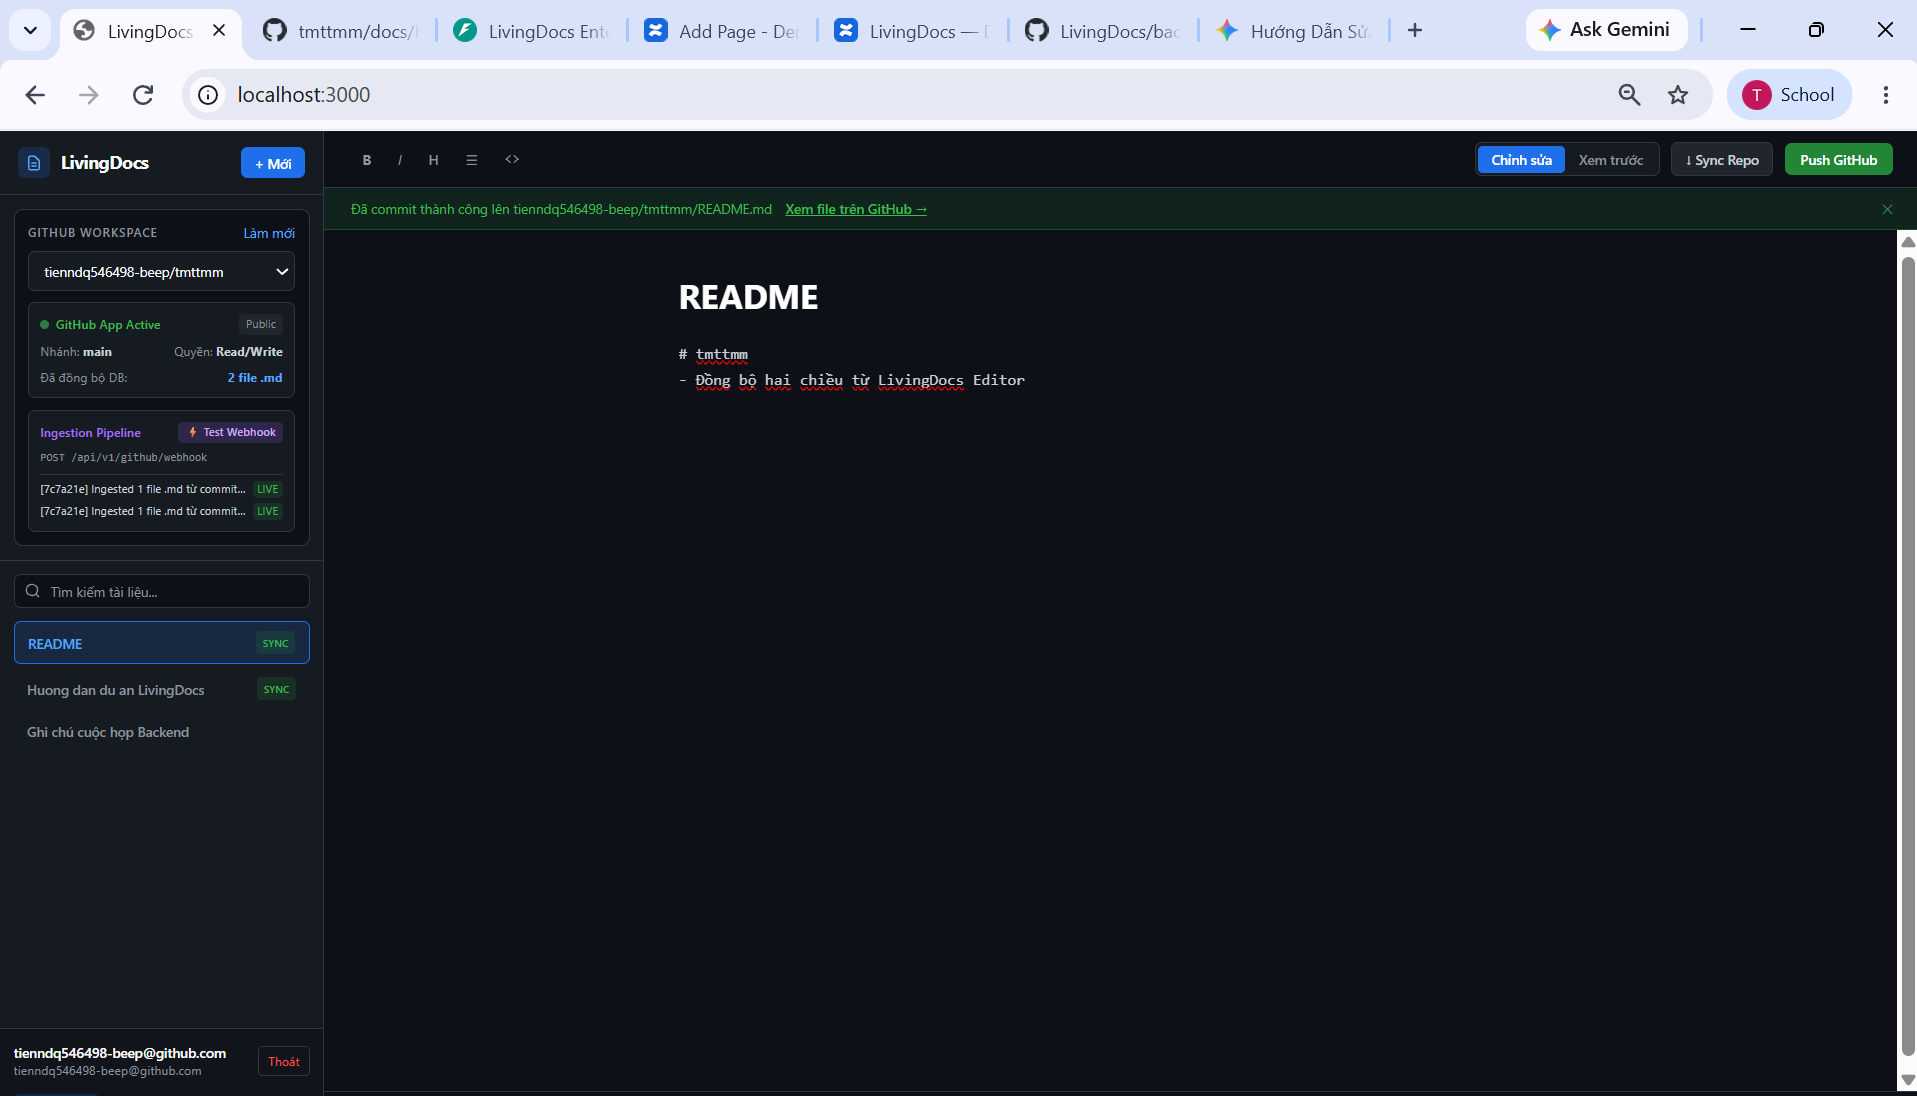 LivingDocs
tmttmm/docs/
LivingDocs Ent
Add Page - De
LivingDocs —
LivingDocs/bac
Hướng Dẫn Sử
Ask Gemini
localhost:3000
T
School
LivingDocs
+ Mới
B
I
H
Chỉnh sửa
Xem trước
↓ Sync Repo
Push GitHub
Đã commit thành công lên tienndq546498-beep/tmttmm/README.md Xem file trên GitHub →
GITHUB WORKSPACE
Làm mới
tienndq546498-beep/tmttmm
GitHub App Active
Public
Nhánh: main
Quyền: Read/Write
Đã đồng bộ DB:
2 file .md
Ingestion Pipeline
Test Webhook
POST /api/v1/github/webhook
[7c7a21e] Ingested 1 file .md từ commit... LIVE
[7c7a21e] Ingested 1 file .md từ commit... LIVE
Tìm kiếm tài liệu...
README SYNC
Huong dan du an LivingDocs SYNC
Ghi chú cuộc họp Backend
README
# tmttmm
- Đồng bộ hai chiều từ LivingDocs Editor
tienndq546498-beep@github.com
tienndq546498-beep@github.com
Thoát